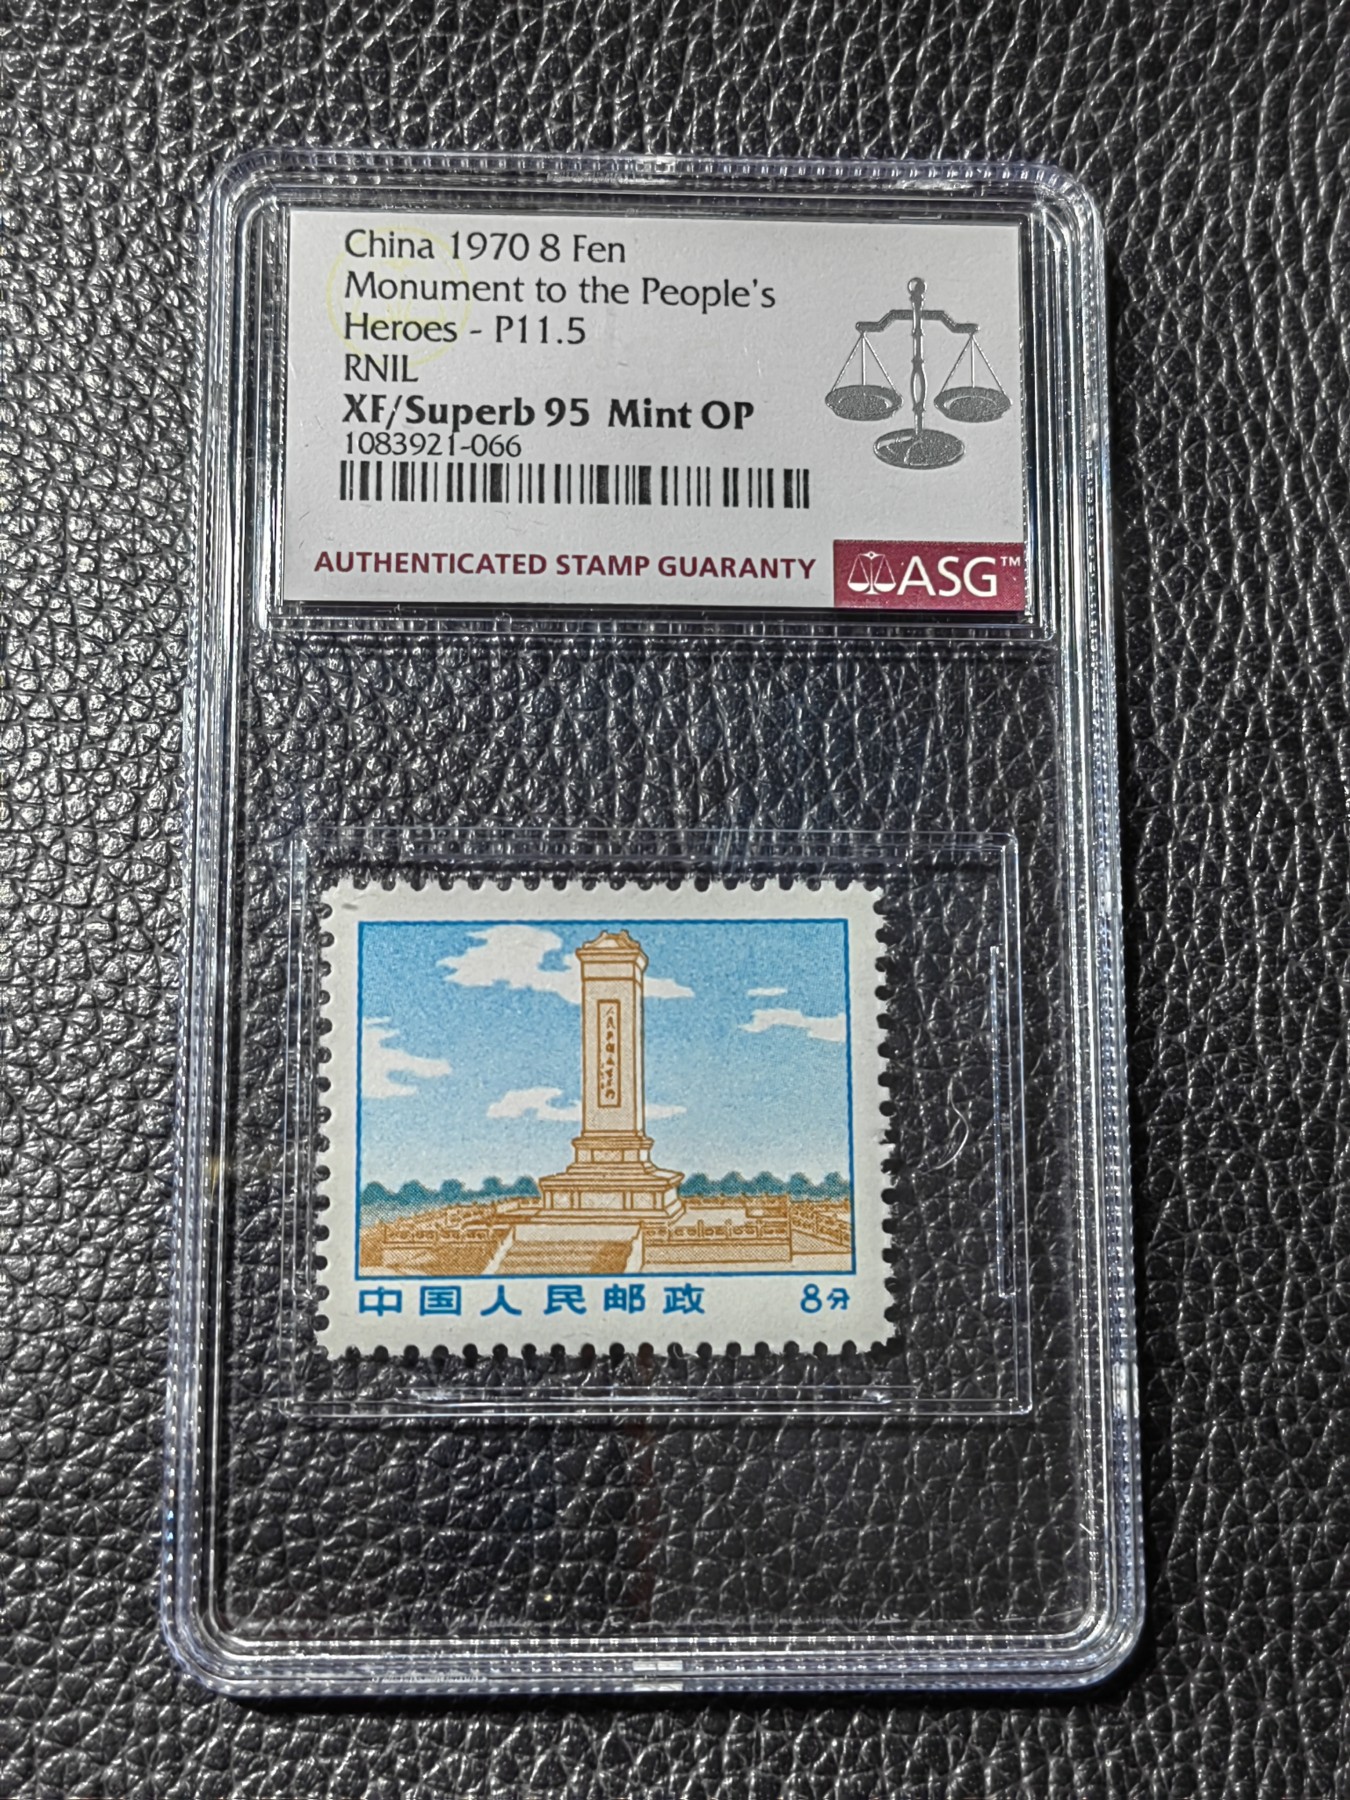 China 1970 8 Fen
Monument to the People's
Heroes - P11.5
RNIL
XF/Superb 95 Mint OP
1083921-066
AUTHENTICATED STAMP GUARANTY
ASG™
中国人民邮政 8分